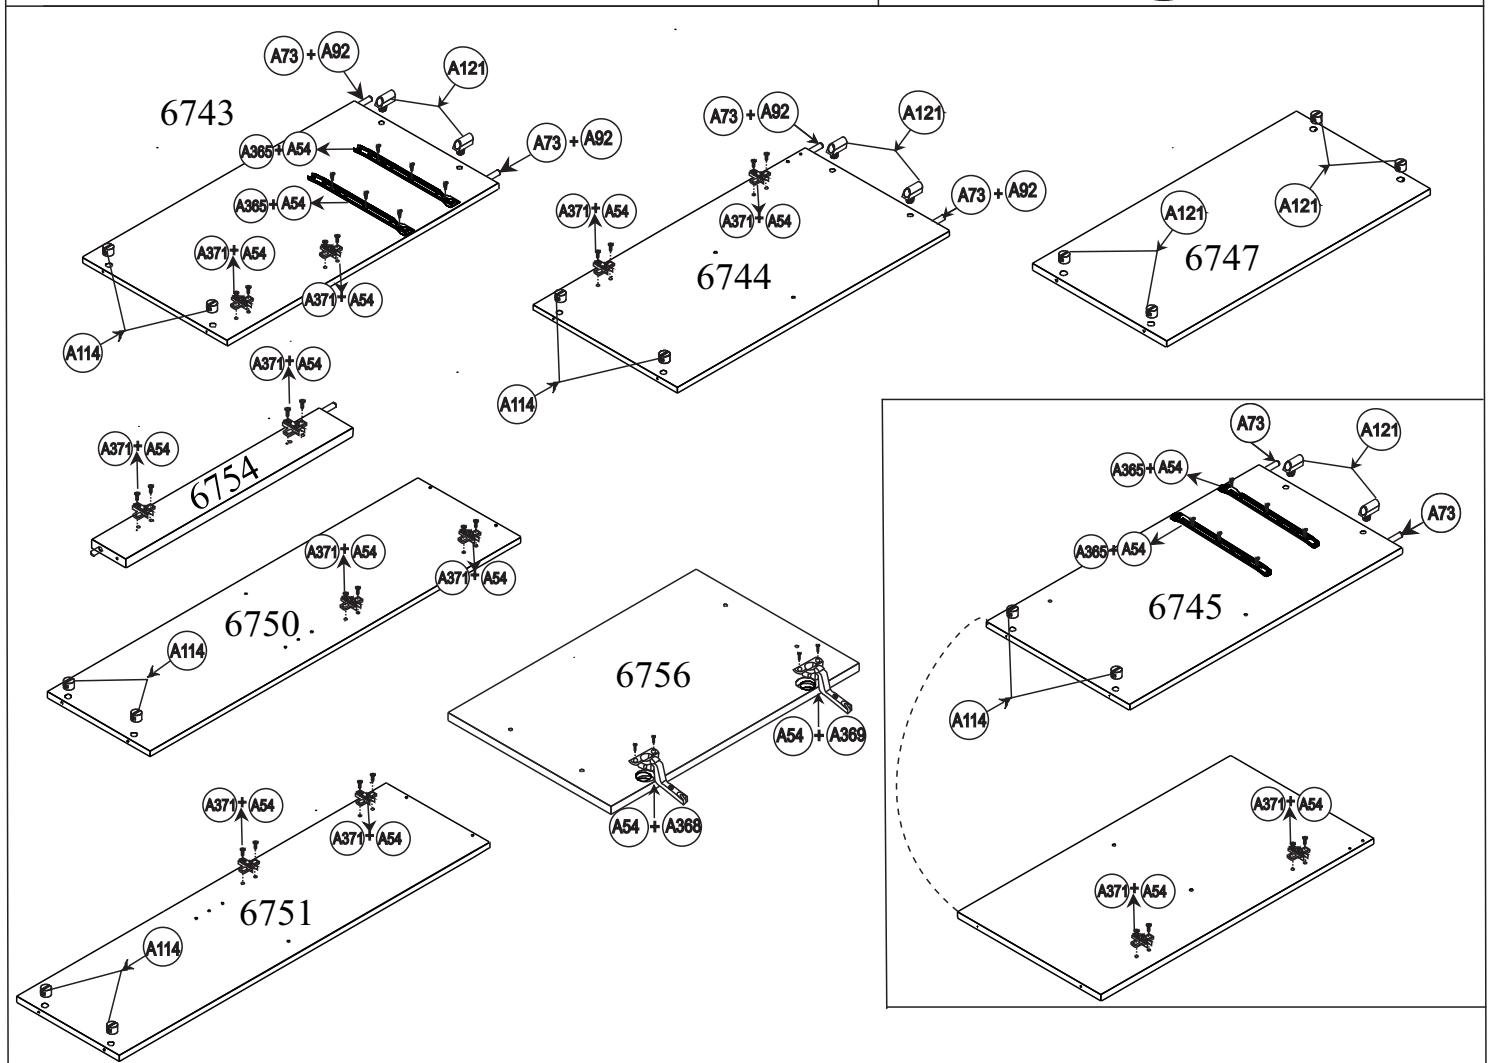 A73 + A92
A121
6743
A73 + A92
A365 + A54
A365 + A54
A371 + A54
A371 + A54
A114
A73 + A92
A121
A73 + A92
A371 + A54
A371 + A54
6744
A114
A121
A121
6747
A371 + A54
A371 + A54
6754
A371 + A54
A371 + A54
6750
A114
6756
A54 + A369
A54 + A368
A73
A121
A365 + A54
A73
A365 + A54
6745
A114
A371 + A54
A371 + A54
A371 + A54
A371 + A54
6751
A114